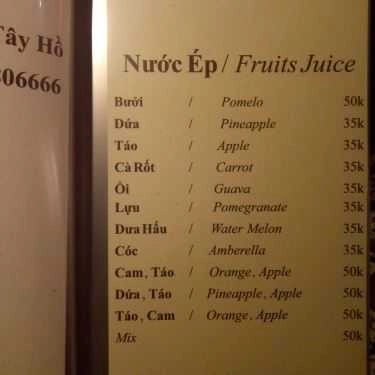 Tây Hồ
06666
Nước Ép / Fruits Juice
Bưởi / Pomelo 50k
Dứa / Pineapple 35k
Táo / Apple 35k
Cà Rốt / Carrot 35k
Ổi / Guava 35k
Lựu / Pomegranate 35k
Dưa Hấu / Water Melon 35k
Cóc / Amberella 35k
Cam, Táo / Orange, Apple 50k
Dứa, Táo / Pineapple, Apple 50k
Táo, Cam / Orange, Apple 50k
Mix 50k